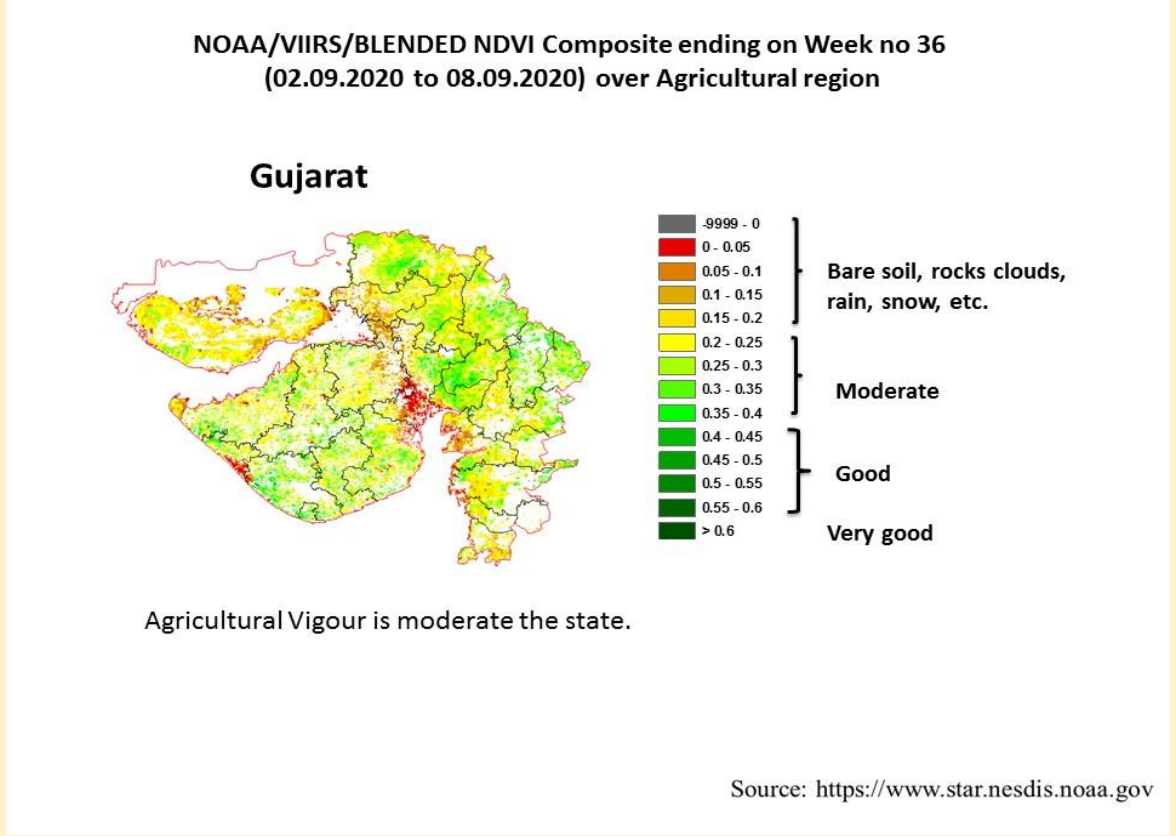 NOAA/VIIRS/BLENDED NDVI Composite ending on Week no 36
(02.09.2020 to 08.09.2020) over Agricultural region
Gujarat
-9999 - 0
0 - 0.05
0.05 - 0.1
0.1 - 0.15
0.15 - 0.2
0.2 - 0.25
0.25 - 0.3
0.3 - 0.35
0.35 - 0.4
0.4 - 0.45
0.45 - 0.5
0.5 - 0.55
0.55 - 0.6
> 0.6
Bare soil, rocks clouds,
rain, snow, etc.
Moderate
Good
Very good
Agricultural Vigour is moderate the state.
Source: https://www.star.nesdis.noaa.gov